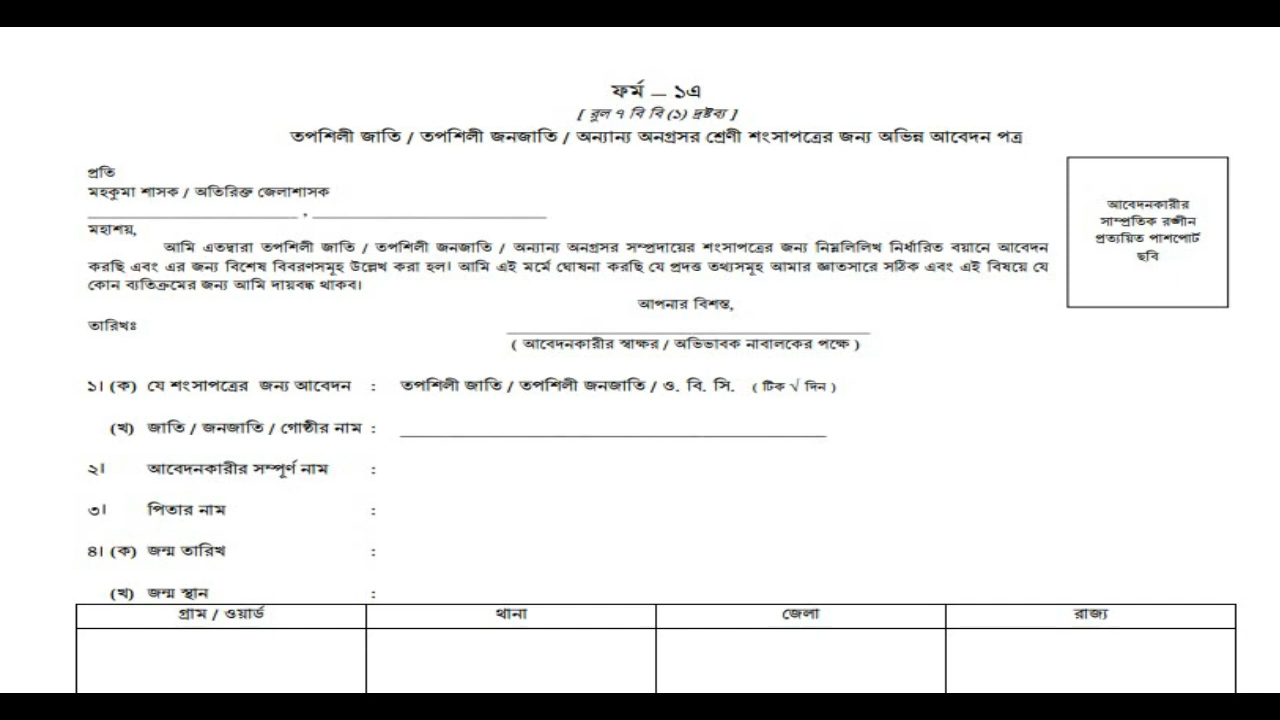 ফর্ম – ১এ
[ রুল ৭ বি বি (১) দ্রষ্টব্য ]
তপশিলী জাতি / তপশিলী জনজাতি / অন্যান্য অনগ্রসর শ্রেণী শংসাপত্রের জন্য অভিন্ন আবেদন পত্র
প্রতি
মহকুমা শাসক / অতিরিক্ত জেলাশাসক
______________________ , ______________________
মহাশয়,
আমি এতদ্বারা তপশিলী জাতি / তপশিলী জনজাতি / অন্যান্য অনগ্রসর সম্প্রদায়ের শংসাপত্রের জন্য নিম্নলিলিখ নির্ধারিত বয়ানে আবেদন
করছি এবং এর জন্য বিশেষ বিবরণসমূহ উল্লেখ করা হল। আমি এই মর্মে ঘোষনা করছি যে প্রদত্ত তথ্যসমূহ আমার জ্ঞাতসারে সঠিক এবং এই বিষয়ে যে
কোন ব্যতিক্রমের জন্য আমি দায়বদ্ধ থাকব।
আবেদনকারীর
সাম্প্রতিক রঙ্গীন
প্রত্যয়িত পাশপোর্ট
ছবি
আপনার বিশস্ত,
তারিখঃ
( আবেদনকারীর স্বাক্ষর / অভিভাবক নাবালকের পক্ষে )
১। (ক) যে শংসাপত্রের জন্য আবেদন : তপশিলী জাতি / তপশিলী জনজাতি / ও. বি. সি. ( টিক √ দিন )
(খ) জাতি / জনজাতি / গোষ্ঠীর নাম : ______________________
২। আবেদনকারীর সম্পূর্ণ নাম :
৩। পিতার নাম :
৪। (ক) জন্ম তারিখ :
(খ) জন্ম স্থান :
গ্রাম / ওয়ার্ড থানা জেলা রাজ্য